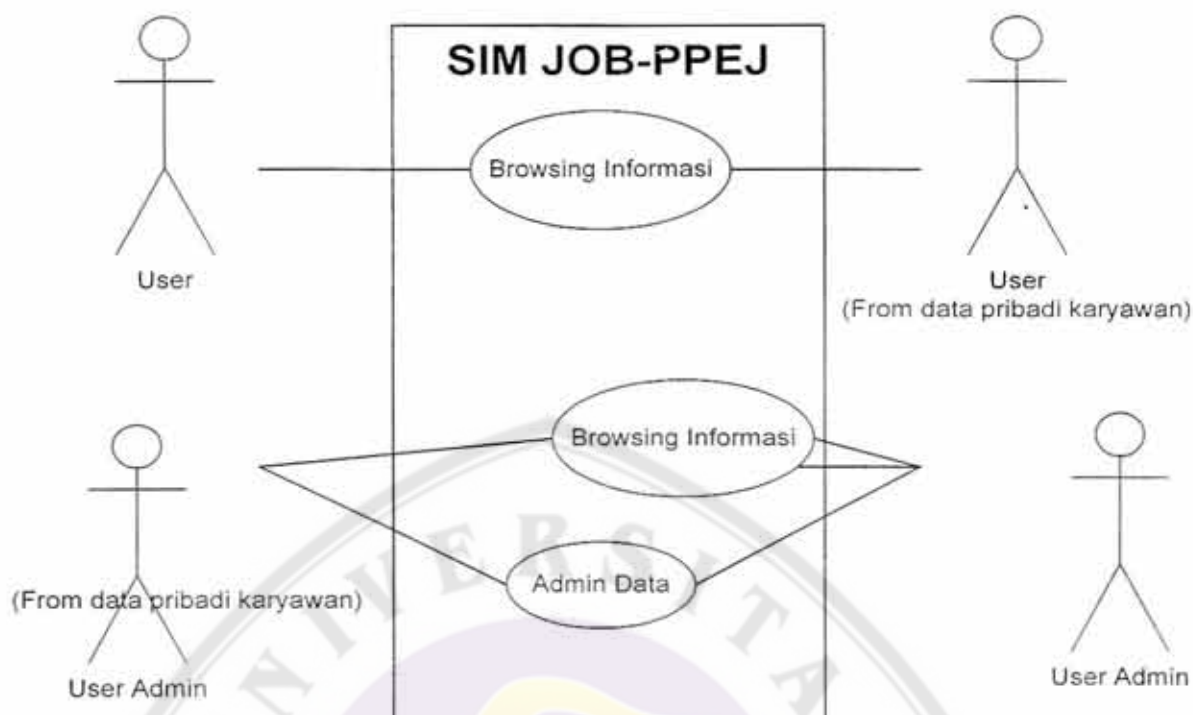 SIM JOB-PPEJ
Browsing Informasi
User
User
(From data pribadi karyawan)
Browsing Informasi
Admin Data
(From data pribadi karyawan)
User Admin
User Admin
UNIVERSITA